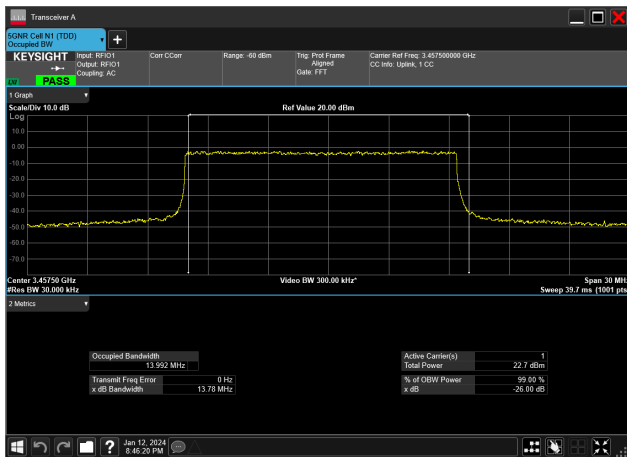 Transceiver A
5GNR Cell N1 (TDD)
Occupied BW
KEYSIGHT
Input: RFIO1
Output: RFIO1
Coupling: AC
Corr CCorr
Range: -60 dBm
Trig: Prot Frame
Aligned
Gate: FFT
Carrier Ref Freq: 3.457500000 GHz
CC Info: Uplink, 1 CC
PASS
1 Graph
Scale/Div 10.0 dB
Ref Value 20.00 dBm
Log
10.0
0.00
-10.0
-20.0
-30.0
-40.0
-50.0
-60.0
-70.0
Center 3.45750 GHz
Video BW 300.00 kHz*
Span 30 MH
#Res BW 30.000 kHz
Sweep 39.7 ms (1001 pts
2 Metrics
Occupied Bandwidth
13.992 MHz
Transmit Freq Error 0 Hz
x dB Bandwidth 13.78 MHz
Active Carrier(s) 1
Total Power 22.7 dBm
% of OBW Power 99.00 %
x dB -26.00 dB
?
Jan 12, 2024
8:46:20 PM